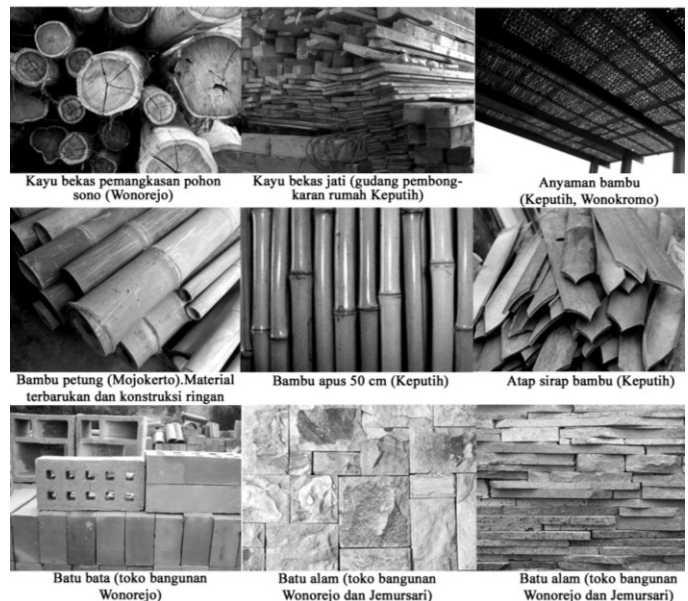 Kayu bekas pemangkasan pohon
sono (Wonorejo)
Kayu bekas jati (gudang pembong-
karan rumah Keputih)
Anyaman bambu
(Keputih, Wonokromo)
Bambu petung (Mojokerto).Material
terbarukan dan konstruksi ringan
Bambu apus 50 cm (Keputih)
Atap sirap bambu (Keputih)
Batu bata (toko bangunan
Wonorejo)
Batu alam (toko bangunan
Wonorejo dan Jemursari)
Batu alam (toko bangunan
Wonorejo dan Jemursari)